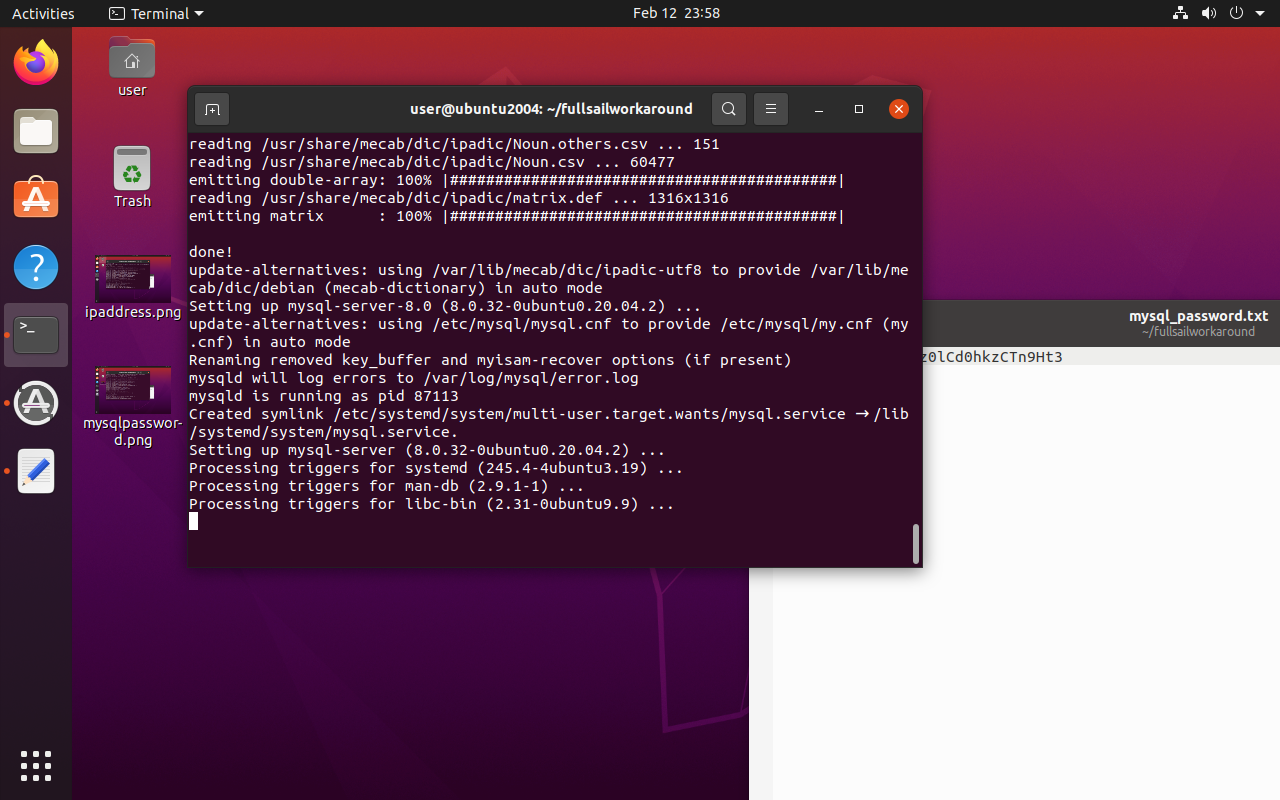 Activities
Terminal
Feb 12 23:58
user
Trash
ipaddress.png
mysqlpasswor-
d.png
user@ubuntu2004: ~/fullsailworkaround
reading /usr/share/mecab/dic/ipadic/Noun.others.csv ... 151
reading /usr/share/mecab/dic/ipadic/Noun.csv ... 60477
emitting double-array: 100% |###########################################|
reading /usr/share/mecab/dic/ipadic/matrix.def ... 1316x1316
emitting matrix      : 100% |###########################################|
done!
update-alternatives: using /var/lib/mecab/dic/ipadic-utf8 to provide /var/lib/me
cab/dic/debian (mecab-dictionary) in auto mode
Setting up mysql-server-8.0 (8.0.32-0ubuntu0.20.04.2) ...
update-alternatives: using /etc/mysql/mysql.cnf to provide /etc/mysql/my.cnf (my
.cnf) in auto mode
Renaming removed key_buffer and myisam-recover options (if present)
mysqld will log errors to /var/log/mysql/error.log
mysqld is running as pid 87113
Created symlink /etc/systemd/system/multi-user.target.wants/mysql.service → /lib
/systemd/system/mysql.service.
Setting up mysql-server (8.0.32-0ubuntu0.20.04.2) ...
Processing triggers for systemd (245.4-4ubuntu3.19) ...
Processing triggers for man-db (2.9.1-1) ...
Processing triggers for libc-bin (2.31-0ubuntu9.9) ...
mysql_password.txt
~/fullsailworkaround
z0lCd0hkzCTn9Ht3